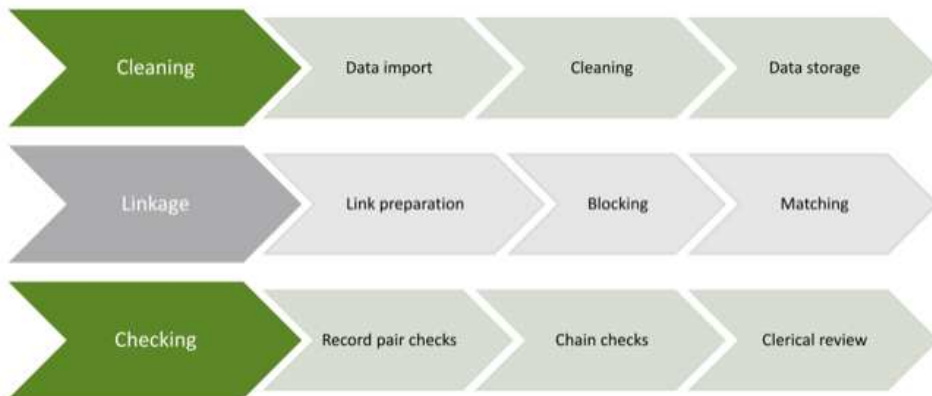 Cleaning
Data import
Cleaning
Data storage
Linkage
Link preparation
Blocking
Matching
Checking
Record pair checks
Chain checks
Clerical review